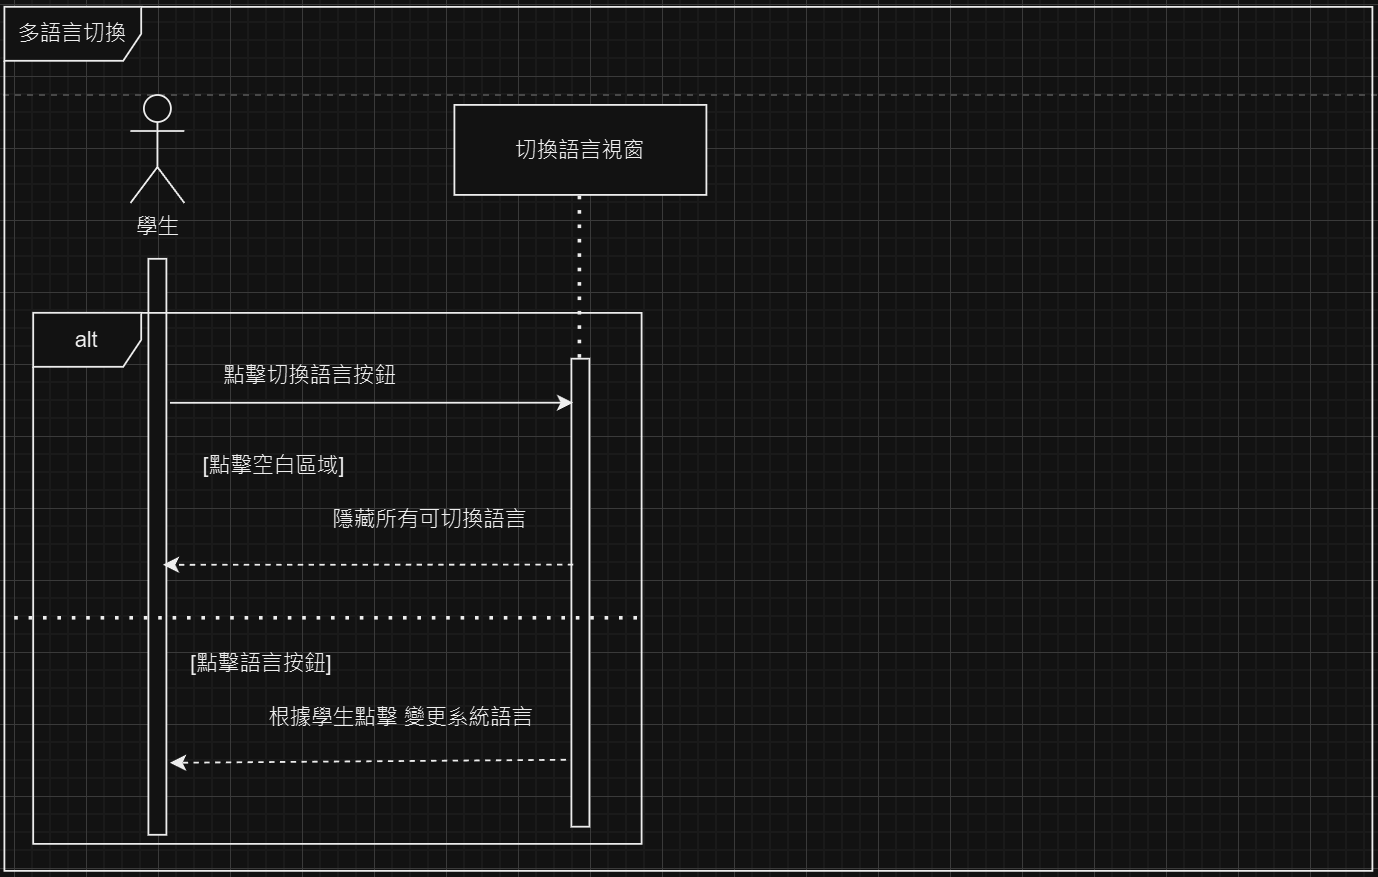 多語言切換
切換語言視窗
學生
alt
點擊切換語言按鈕
[點擊空白區域]
隱藏所有可切換語言
[點擊語言按鈕]
根據學生點擊 變更系統語言